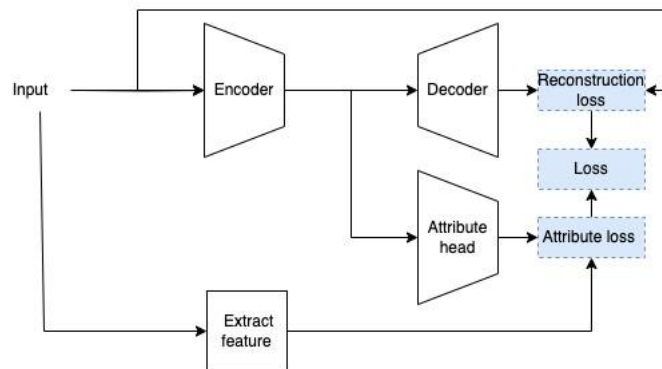 Input
Encoder
Decoder
Reconstruction
loss
Loss
Attribute
head
Attribute loss
Extract
feature